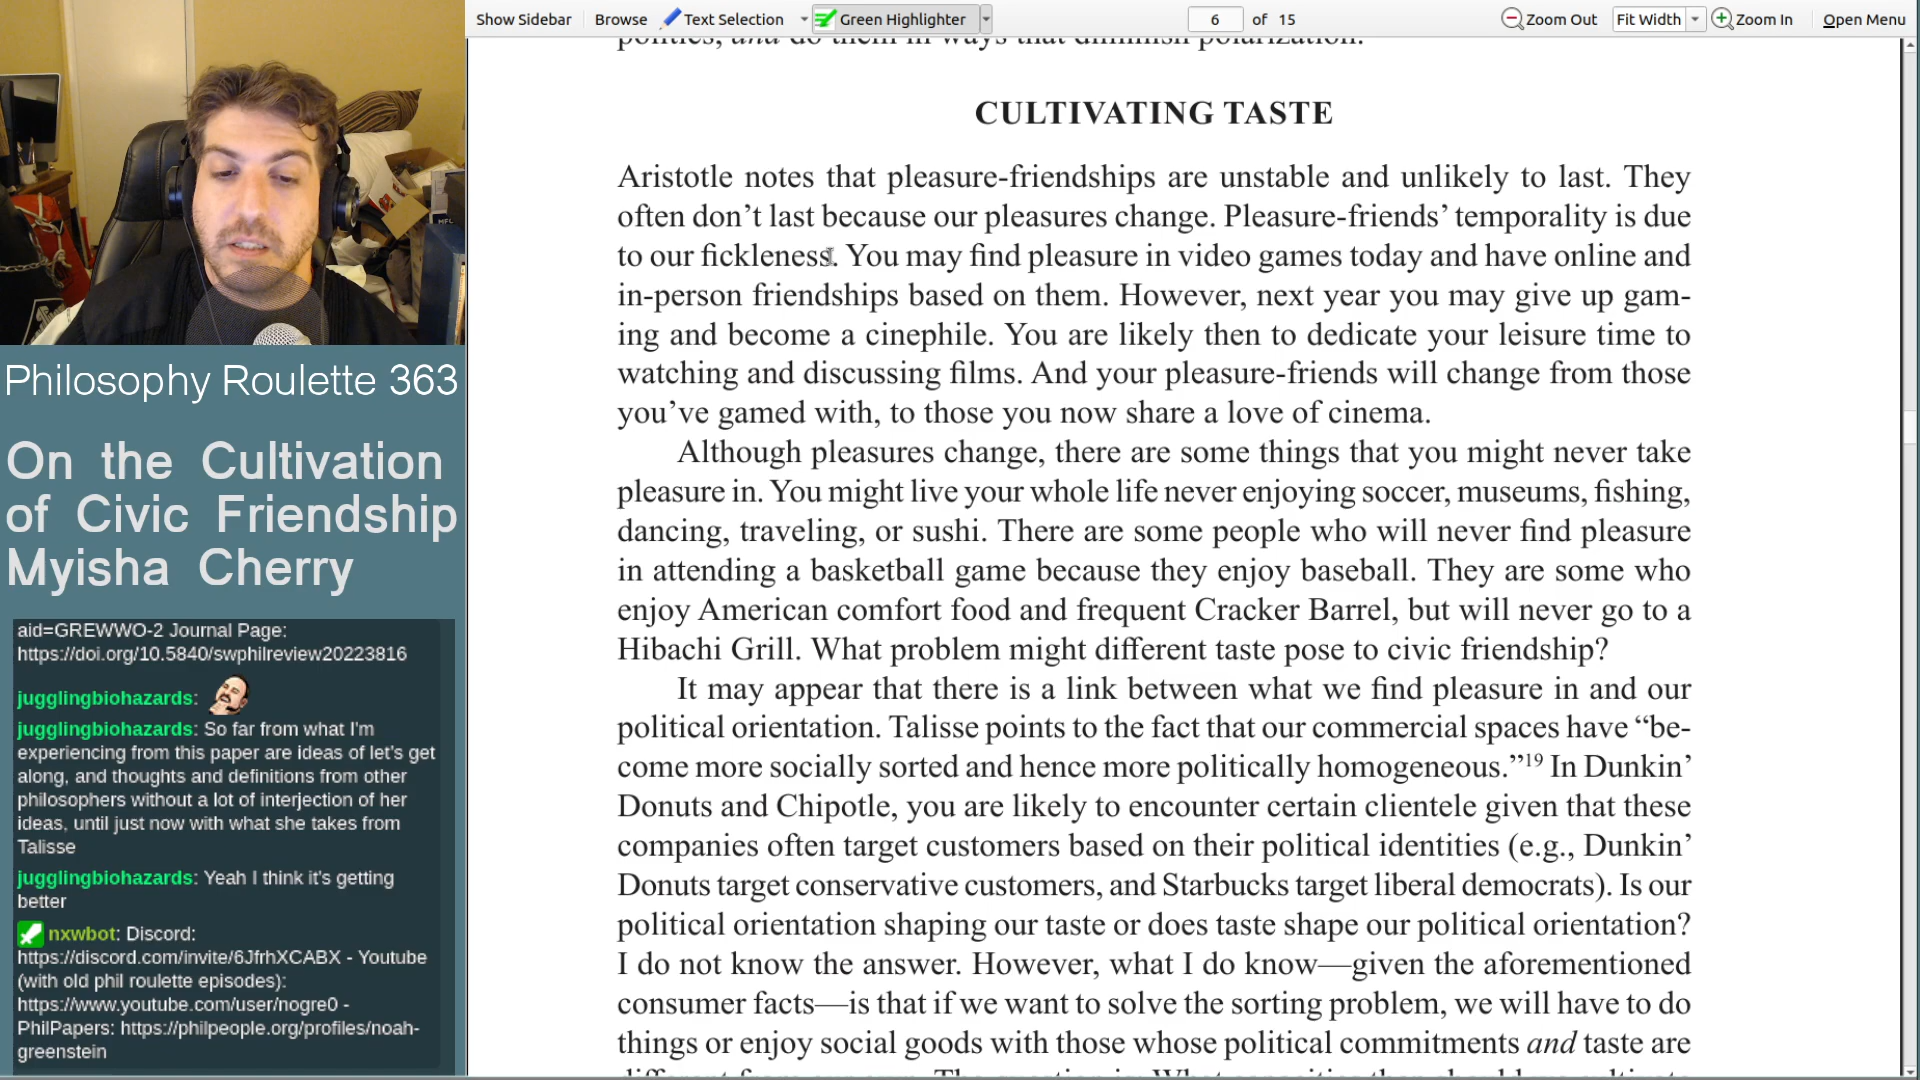 Show Sidebar Browse Text Selection Green Highlighter 6 of 15 Zoom Out Fit Width Zoom In Open Menu
politics, and do them in ways that diminish polarization.
CULTIVATING TASTE
Aristotle notes that pleasure-friendships are unstable and unlikely to last. They
often don’t last because our pleasures change. Pleasure-friends’ temporality is due
to our fickleness. You may find pleasure in video games today and have online and
in-person friendships based on them. However, next year you may give up gam-
ing and become a cinephile. You are likely then to dedicate your leisure time to
watching and discussing films. And your pleasure-friends will change from those
you’ve gamed with, to those you now share a love of cinema.
Although pleasures change, there are some things that you might never take
pleasure in. You might live your whole life never enjoying soccer, museums, fishing,
dancing, traveling, or sushi. There are some people who will never find pleasure
in attending a basketball game because they enjoy baseball. They are some who
enjoy American comfort food and frequent Cracker Barrel, but will never go to a
Hibachi Grill. What problem might different taste pose to civic friendship?
It may appear that there is a link between what we find pleasure in and our
political orientation. Talisse points to the fact that our commercial spaces have “be-
come more socially sorted and hence more politically homogeneous.”19 In Dunkin’
Donuts and Chipotle, you are likely to encounter certain clientele given that these
companies often target customers based on their political identities (e.g., Dunkin’
Donuts target conservative customers, and Starbucks target liberal democrats). Is our
political orientation shaping our taste or does taste shape our political orientation?
I do not know the answer. However, what I do know—given the aforementioned
consumer facts—is that if we want to solve the sorting problem, we will have to do
things or enjoy social goods with those whose political commitments and taste are
Philosophy Roulette 363
On the Cultivation
of Civic Friendship
Myisha Cherry
aid=GREWWO-2 Journal Page:
https://doi.org/10.5840/swphilreview20223816
jugglingbiohazards:
jugglingbiohazards: So far from what I'm
experiencing from this paper are ideas of let's get
along, and thoughts and definitions from other
philosophers without a lot of interjection of her
ideas, until just now with what she takes from
Talisse
jugglingbiohazards: Yeah I think it's getting
better
nxwbot: Discord:
https://discord.com/invite/6JfrhXCABX - Youtube
(with old phil roulette episodes):
https://www.youtube.com/user/nogre0 -
PhilPapers: https://philpeople.org/profiles/noah-
greenstein